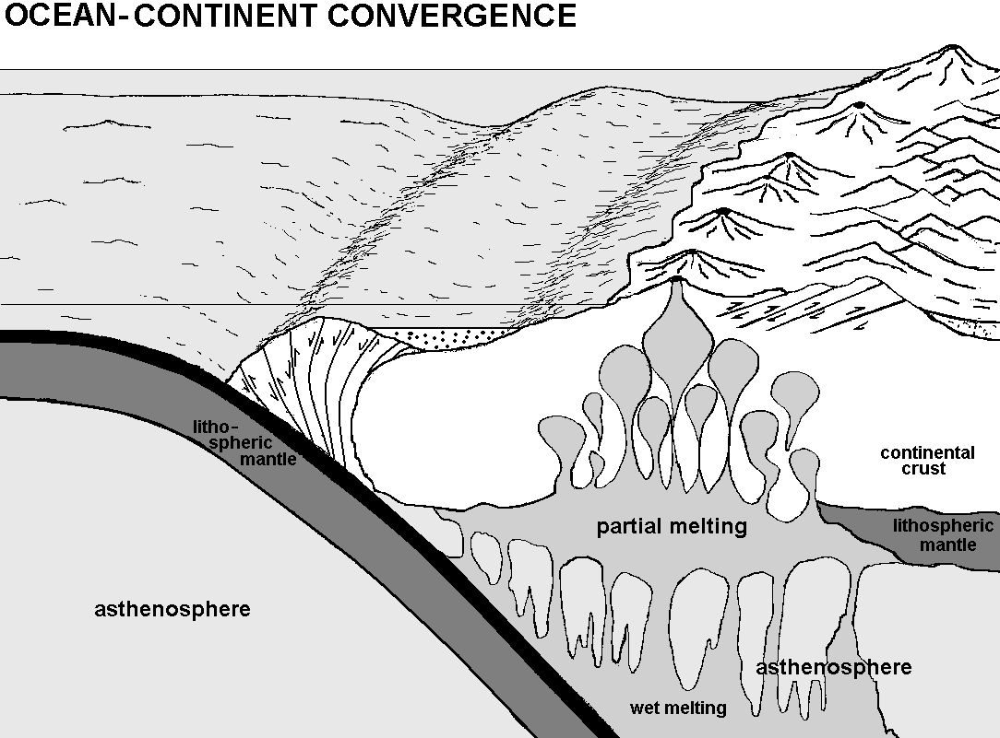 OCEAN-CONTINENT CONVERGENCE
litho-
spheric
mantle
continental
crust
partial melting
lithospheric
mantle
asthenosphere
asthenosphere
wet melting